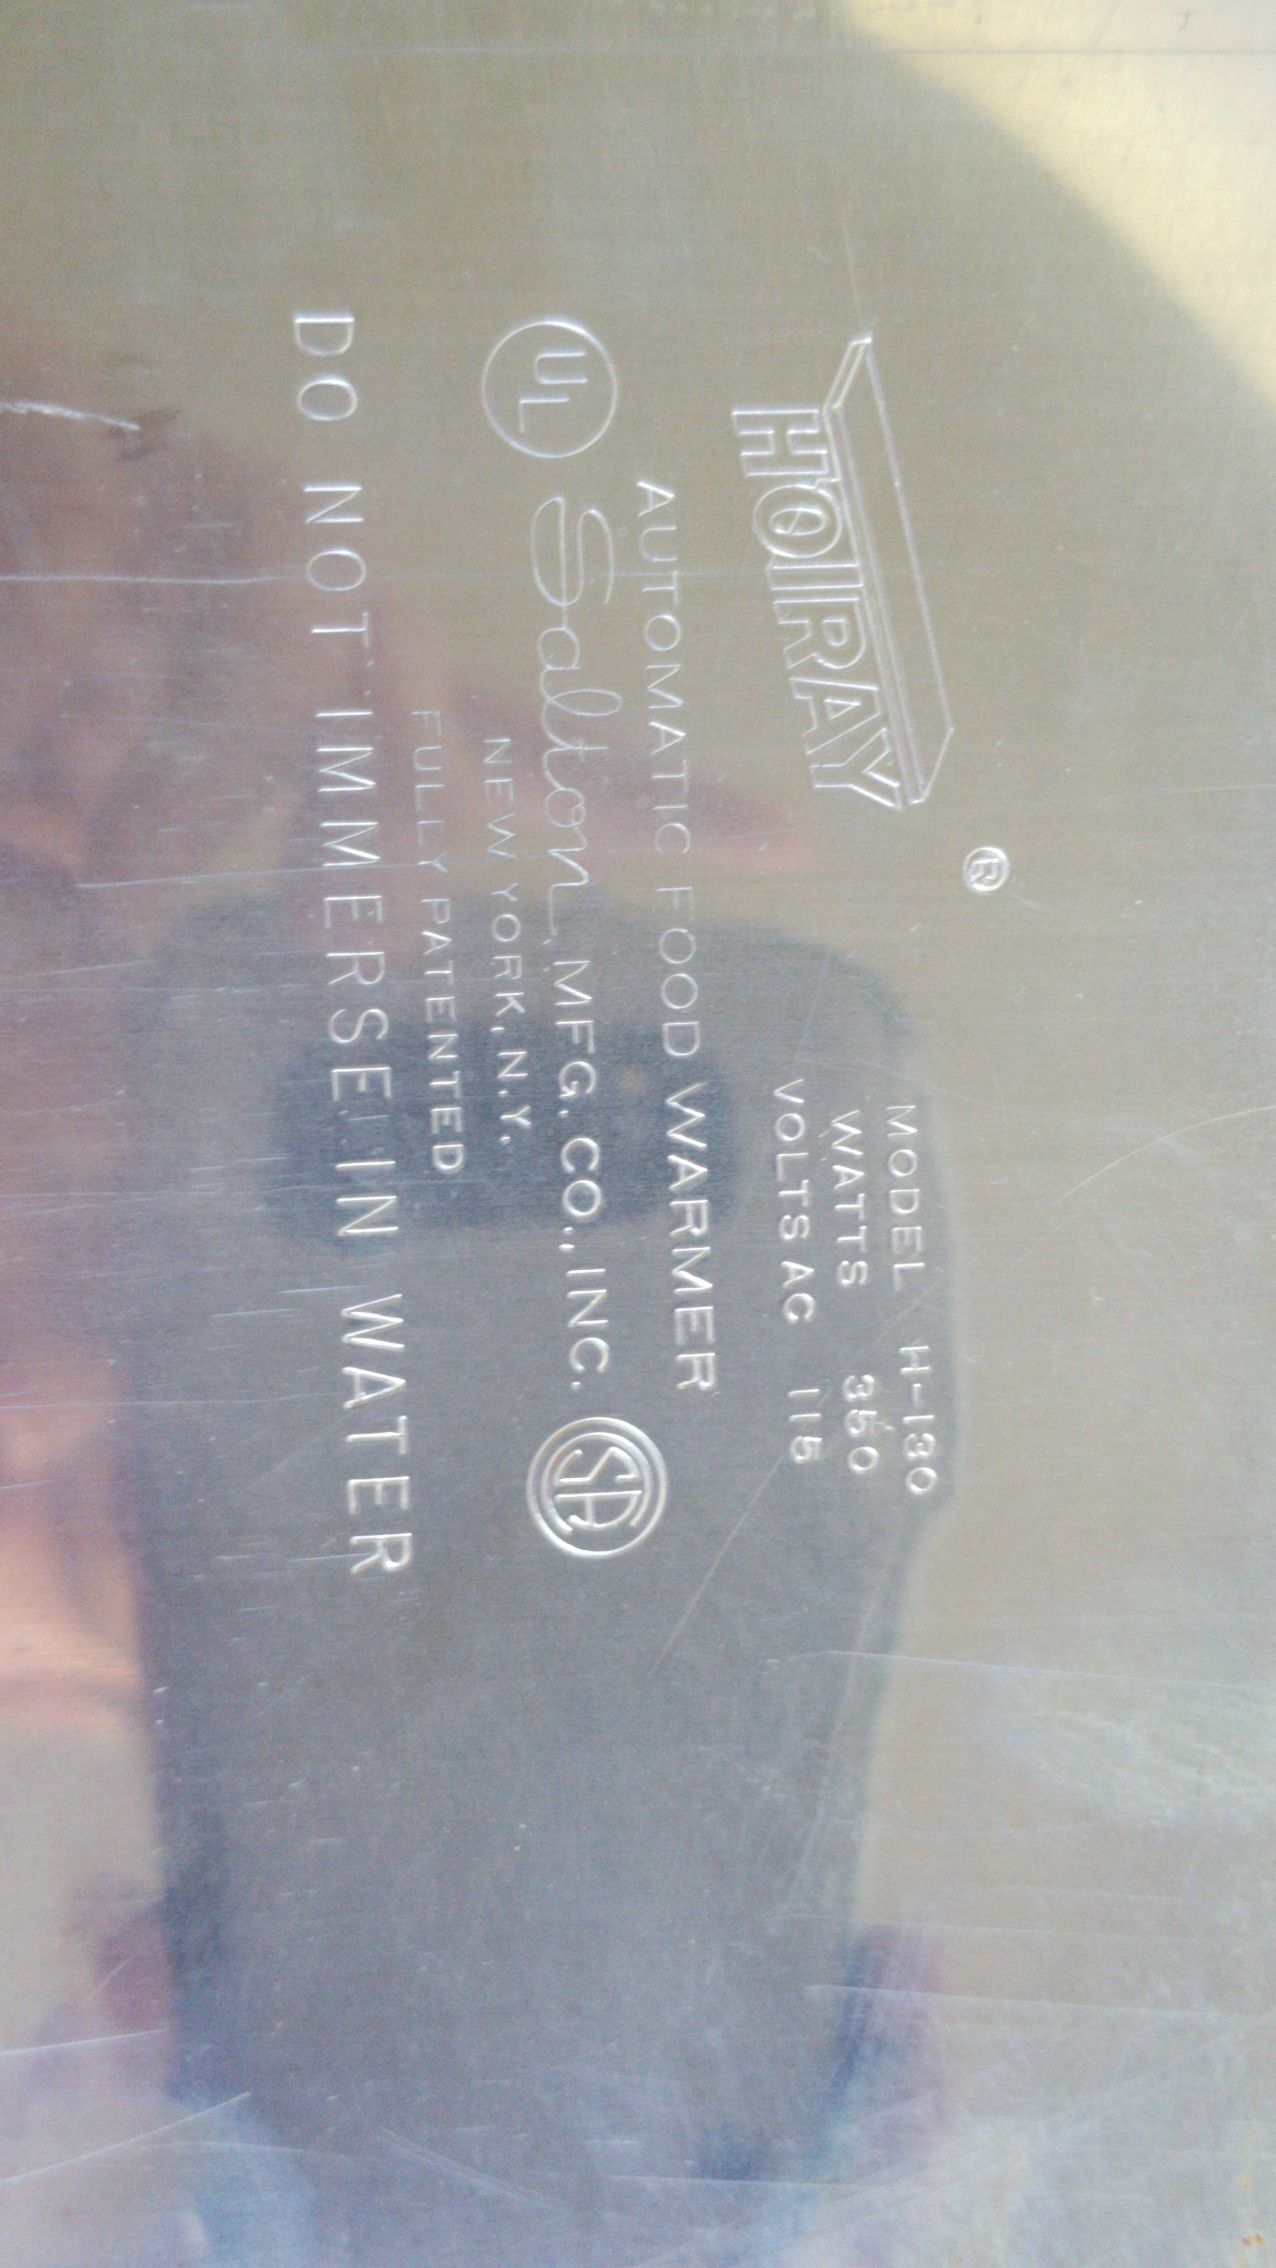 HOTRAY ®
MODEL H-130
WATTS 350
VOLTS AC 115
AUTOMATIC FOOD WARMER
UL Salton MFG. CO., INC. SA
NEW YORK, N.Y.
FULLY PATENTED
DO NOT IMMERSE IN WATER